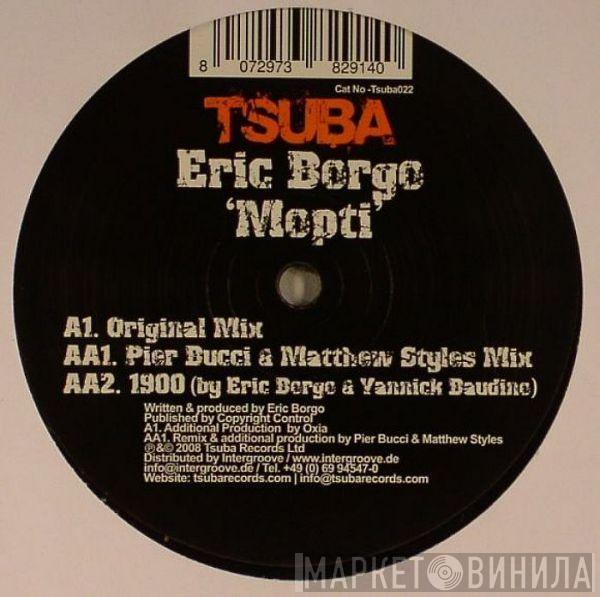 8 072973 829140
Cat No -Tsuba022
TSUBA
Eric Borgo
‘Mopti’
A1. Original Mix
AA1. Pier Bucci & Matthew Styles Mix
AA2. 1900 (by Eric Borgo & Yannick Baudino)
Written & produced by Eric Borgo
Published by Copyright Control
A1. Additional Production by Oxia
AA1. Remix & additional production by Pier Bucci & Matthew Styles
℗&© 2008 Tsuba Records Ltd
Distributed by Intergroove / www.intergroove.de
info@intergroove.de / Tel. +49 (0) 69 94547-0
Website: tsubarecords.com | info@tsubarecords.com
МАРКЕТ ВИНИЛА